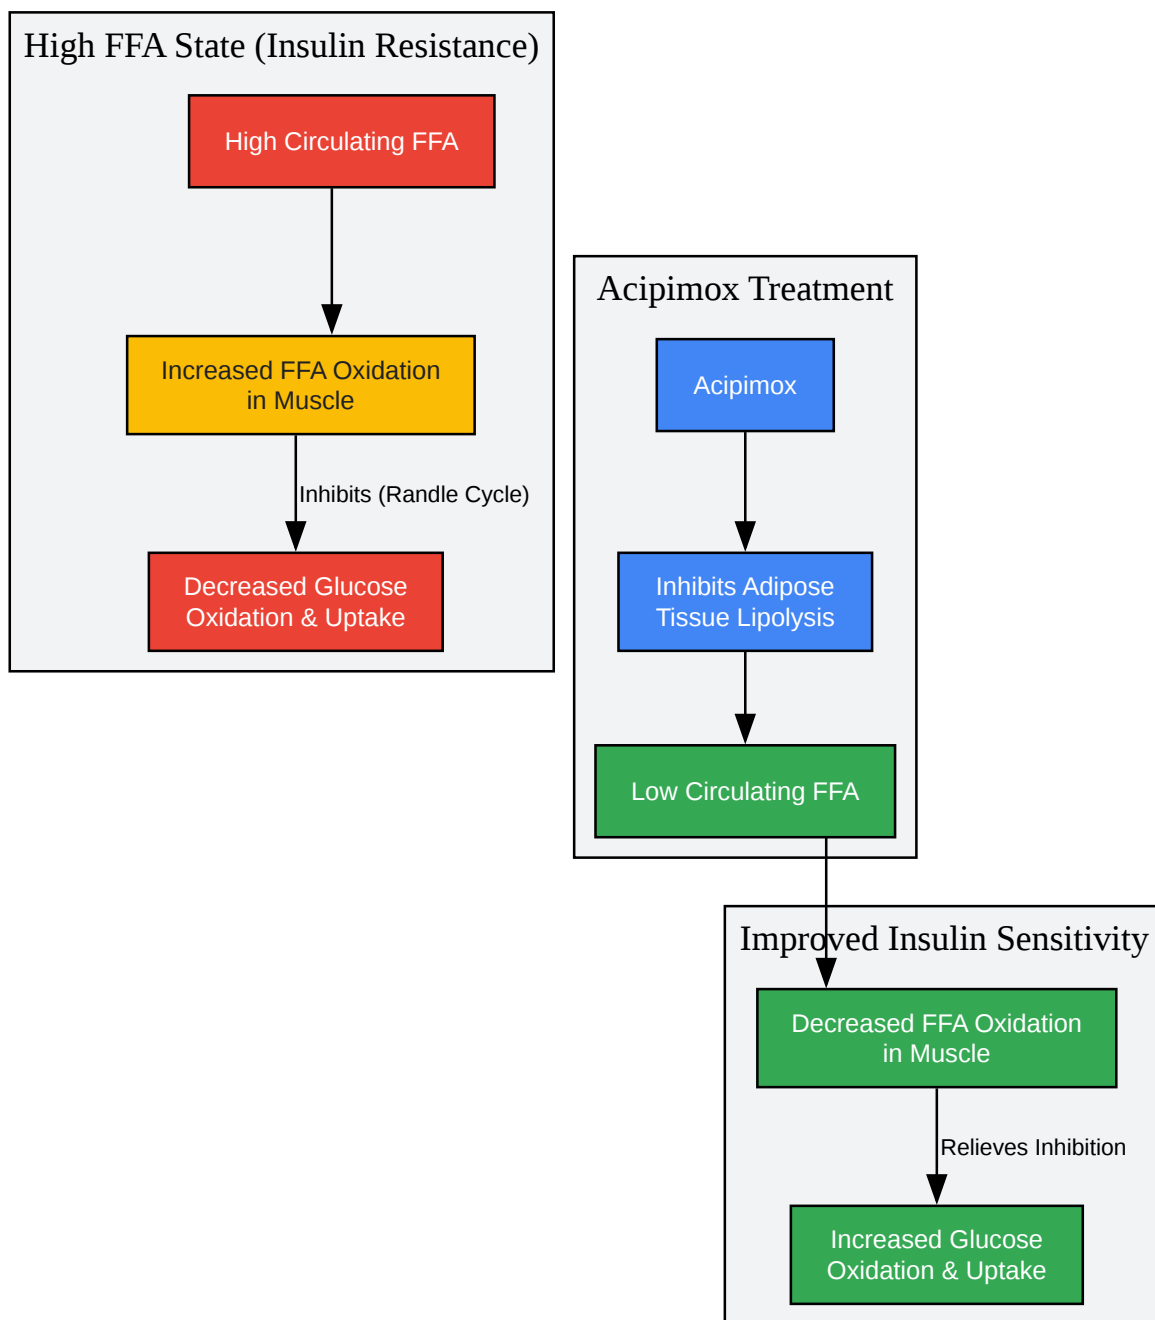 High FFA State (Insulin Resistance)
High Circulating FFA
Increased FFA Oxidation
in Muscle
Inhibits (Randle Cycle)
Decreased Glucose
Oxidation & Uptake
Acipimox Treatment
Acipimox
Inhibits Adipose
Tissue Lipolysis
Low Circulating FFA
Improved Insulin Sensitivity
Decreased FFA Oxidation
in Muscle
Relieves Inhibition
Increased Glucose
Oxidation & Uptake